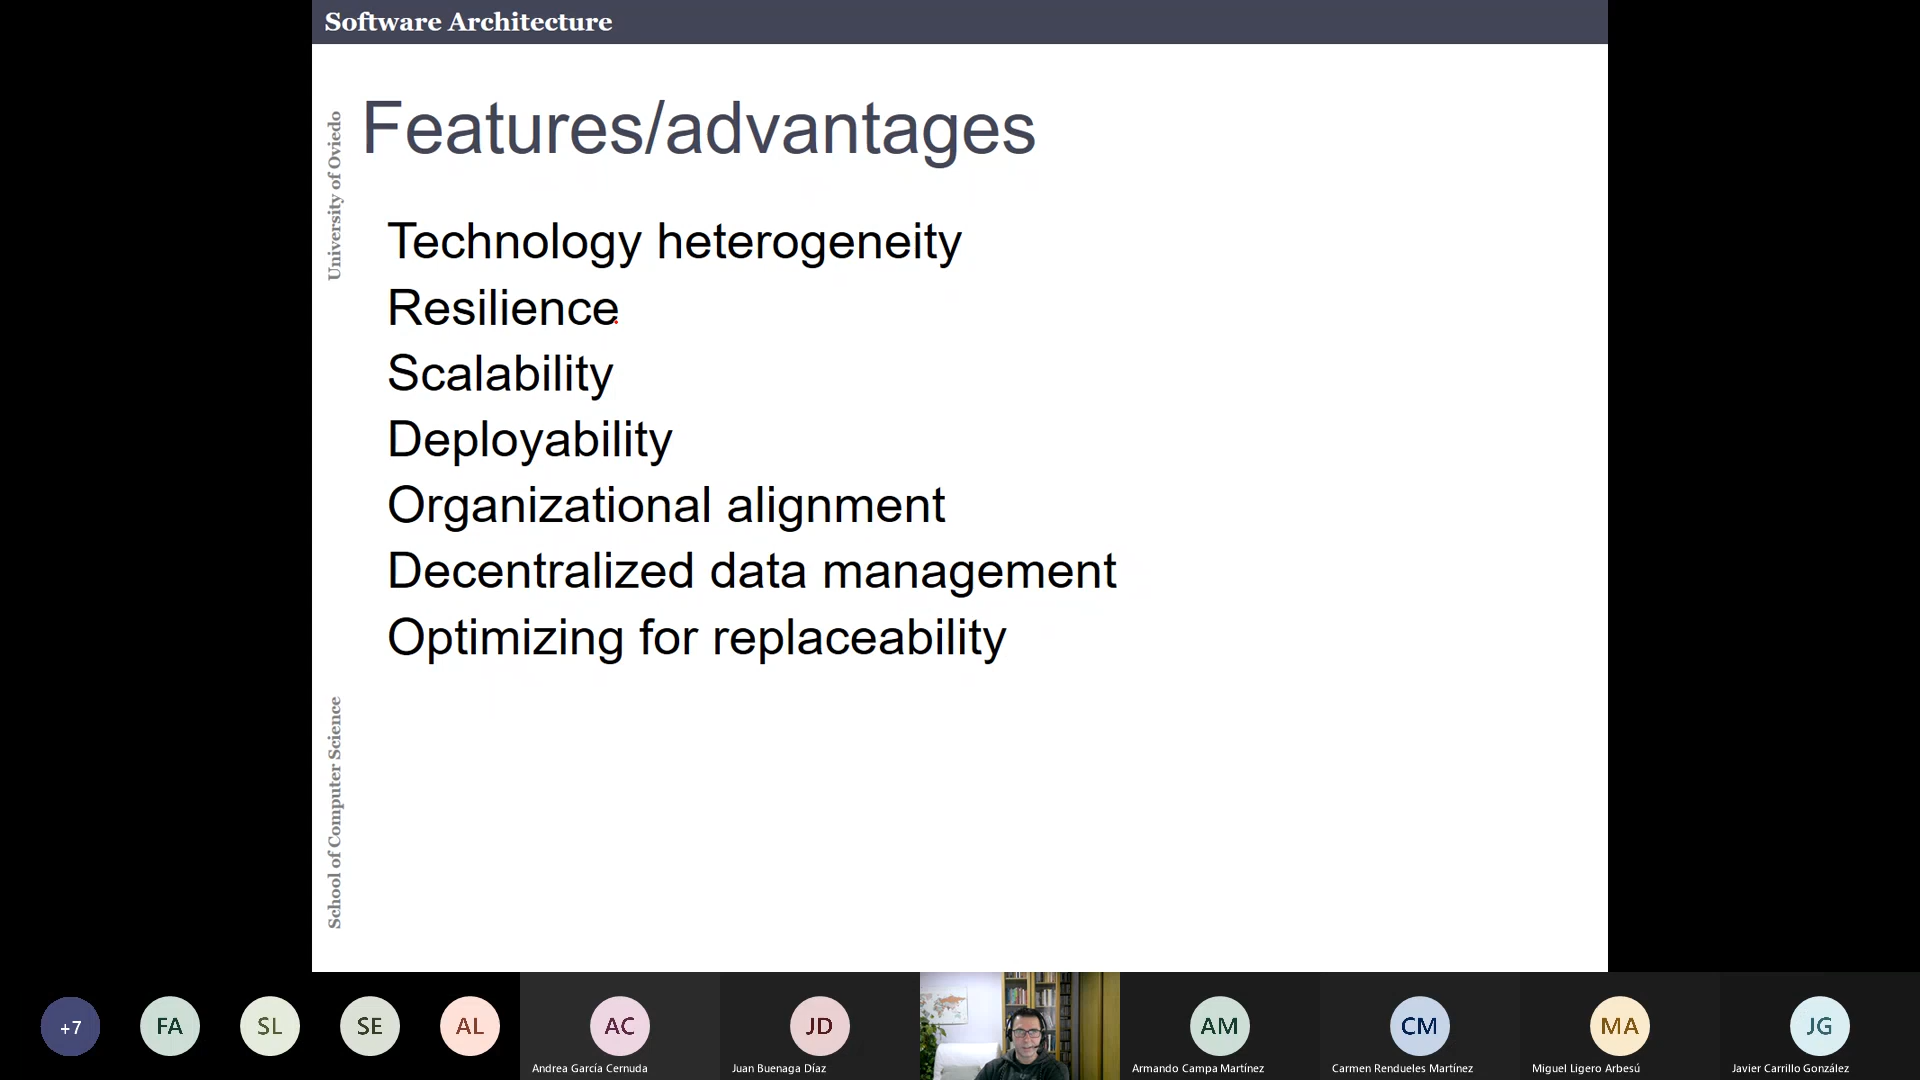 Software Architecture
University of Oviedo
Features/advantages
Technology heterogeneity
Resilience
Scalability
Deployability
Organizational alignment
Decentralized data management
Optimizing for replaceability
School of Computer Science
+7
FA
SL
SE
AL
AC
JD
AM
CM
MA
JG
Andrea García Cernuda
Juan Buenaga Díaz
Armando Campa Martínez
Carmen Rendueles Martínez
Miguel Ligero Arbesú
Javier Carrillo González